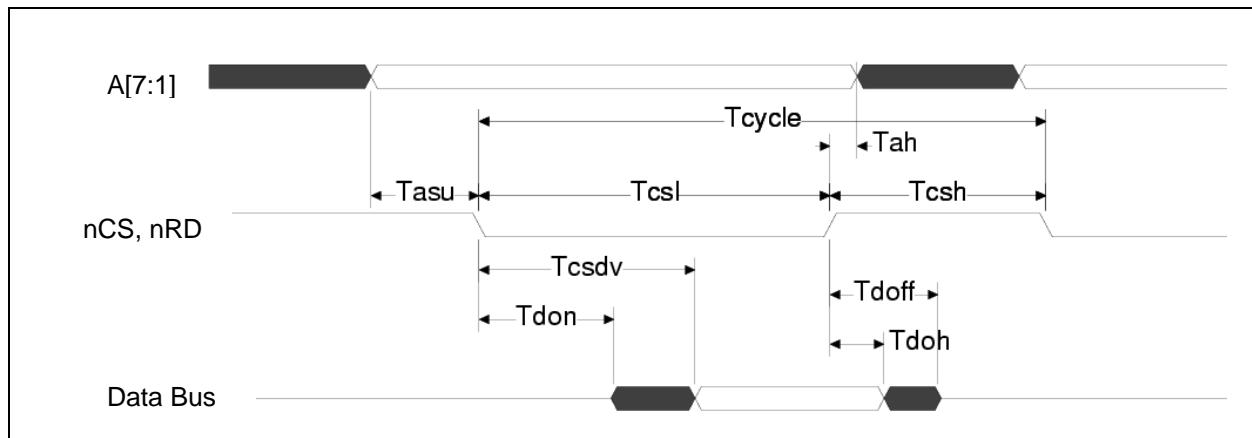 A[7:1]
Tcycle
Tah
Tasu
Tcsl
Tcsh
nCS, nRD
Tcsdv
Tdoff
Tdon
Tdoh
Data Bus